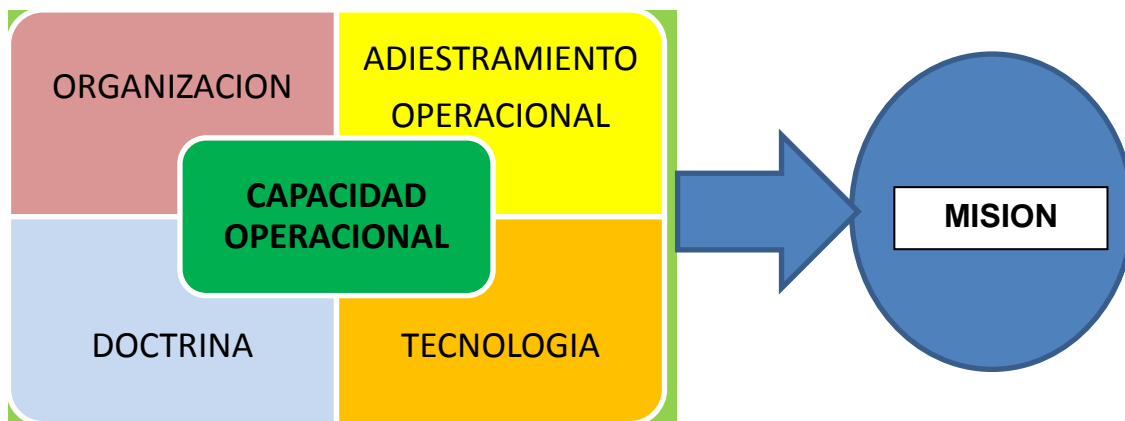 ORGANIZACION
ADIESTRAMIENTO
OPERACIONAL
CAPACIDAD
OPERACIONAL
DOCTRINA
TECNOLOGIA
MISION